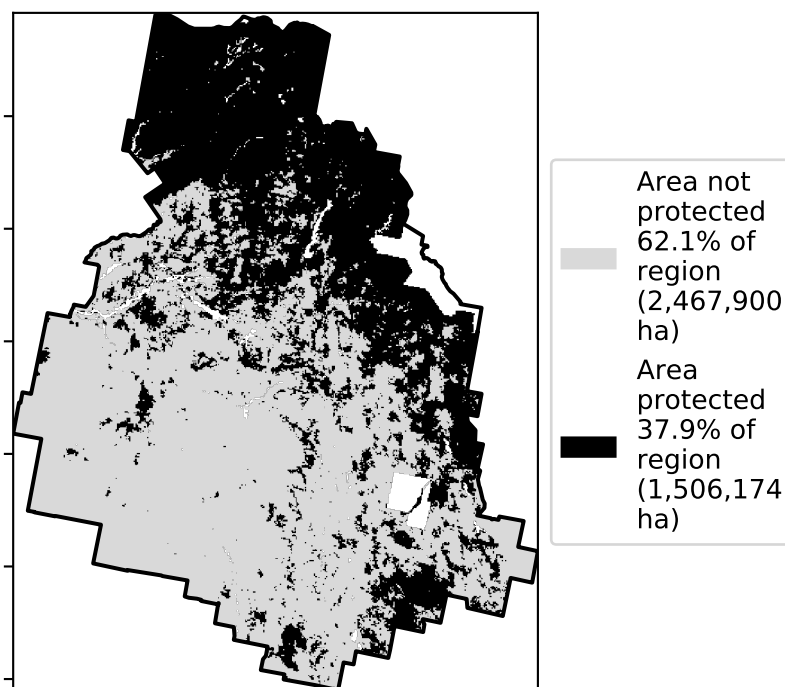 Area not
protected
62.1% of
region
(2,467,900
ha)
Area
protected
37.9% of
region
(1,506,174
ha)